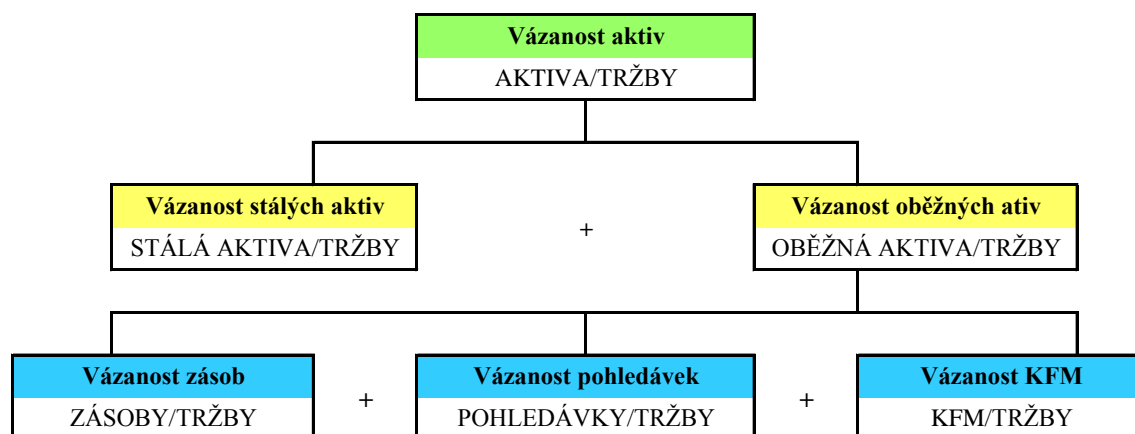 Vázanost aktiv
AKTIVA/TRŽBY
Vázanost stálých aktiv
STÁLÁ AKTIVA/TRŽBY
+
Vázanost oběžných ativ
OBĚŽNÁ AKTIVA/TRŽBY
Vázanost zásob
ZÁSOBY/TRŽBY
+
Vázanost pohledávek
POHLEDÁVKY/TRŽBY
+
Vázanost KFM
KFM/TRŽBY